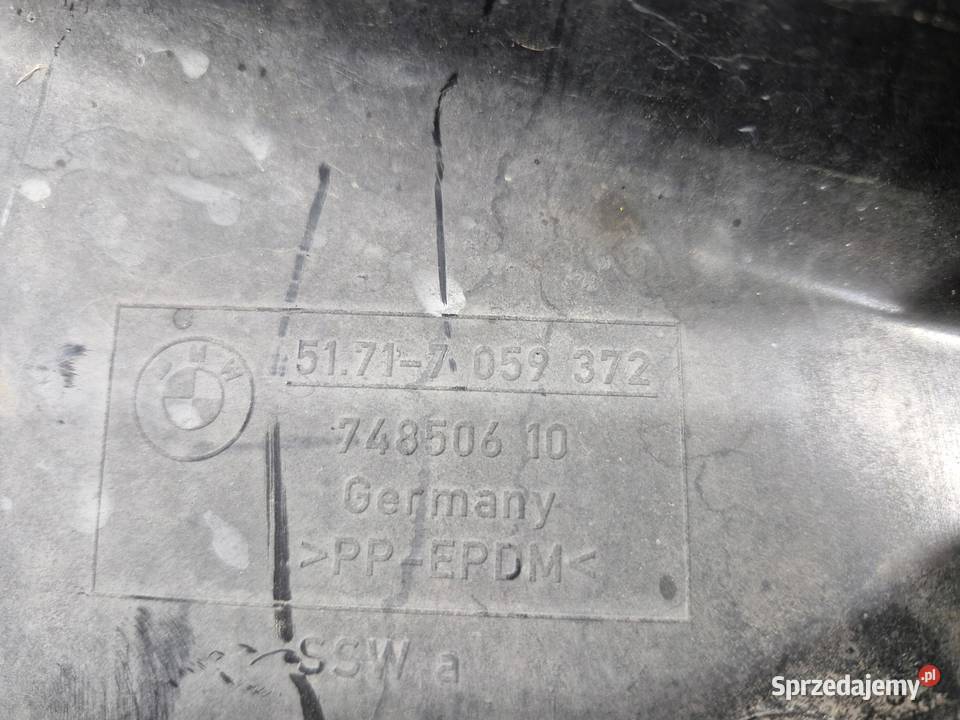 BMW
51.71-7 059 372
748506 10
Germany
>PP-EPDM<
SSW a
Sprzedajemy.pl